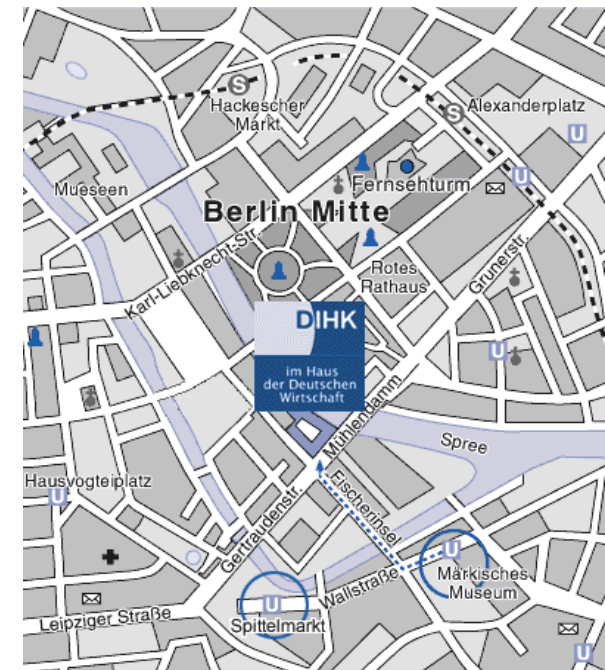 S
Hackescher
Markt
S
Alexanderplatz
U
U
Mueseen
Fernsehturm
Berlin Mitte
Karl-Liebknecht-Str.
Rotes
Rathaus
Grunerstr.
DIHK
im Haus
der Deutschen
Wirtschaft
U
Mühlendamm
Spree
Hausvogteiplatz
U
Fischerinsel
Gertraudenstr.
U
Märkisches
Museum
Wallstraße
U
Spittelmarkt
Leipziger Straße
U